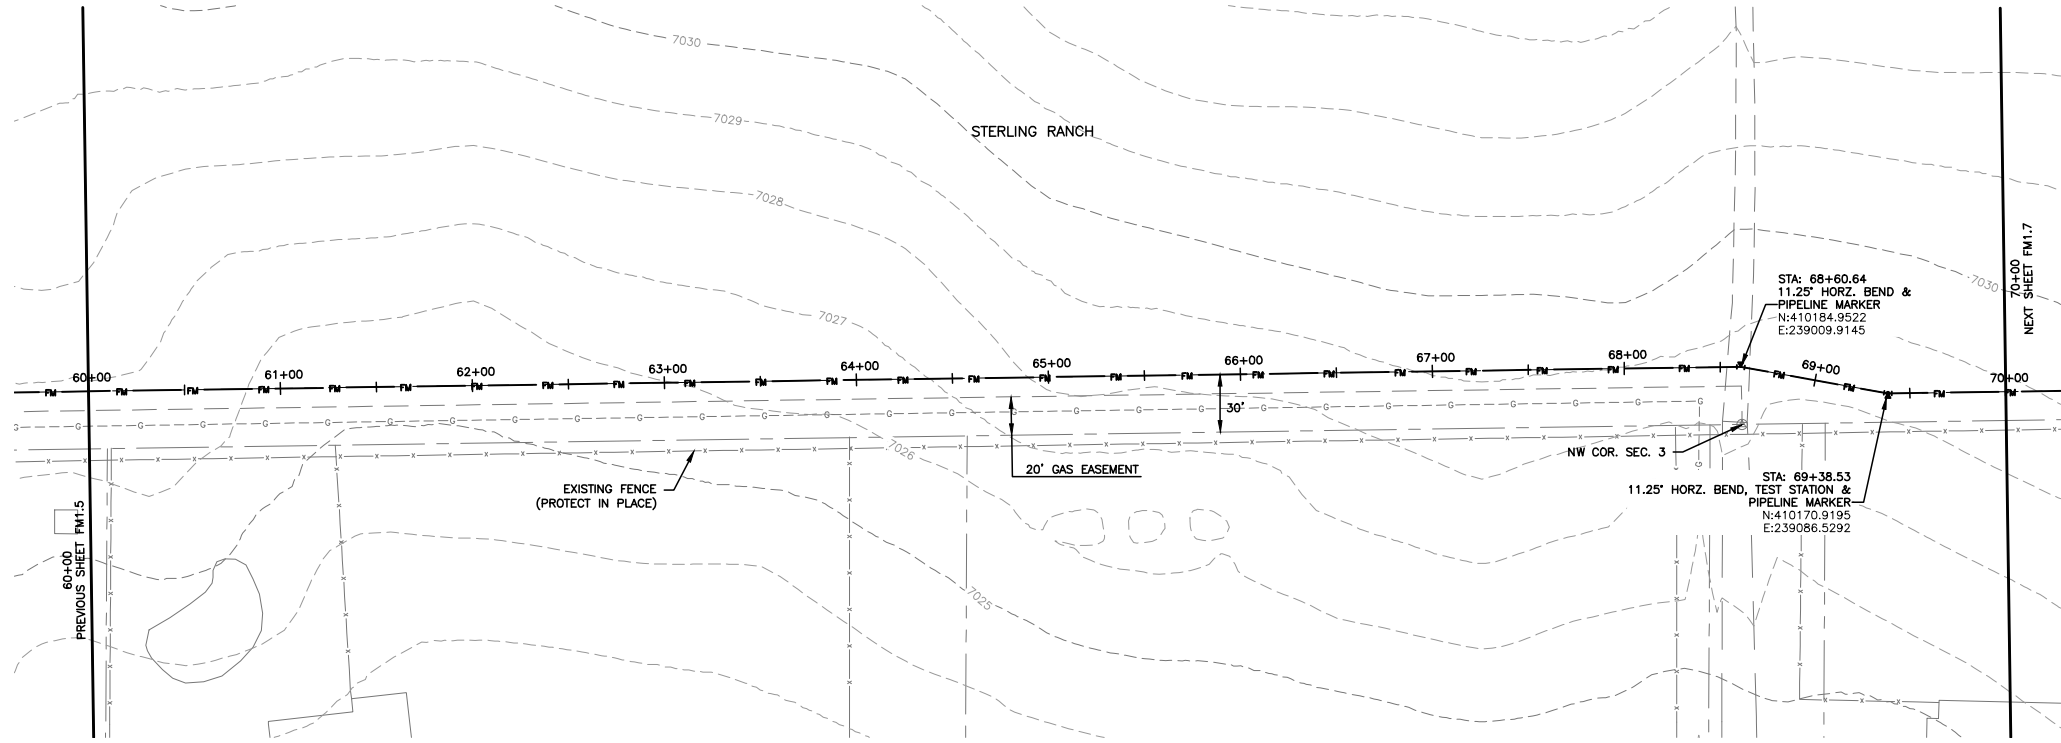 7030
7029
STERLING RANCH
7028
7027
7030
STA: 68+60.64
11.25° HORZ. BEND &
PIPELINE MARKER
N:410184.9522
E:239009.9145
70+00
NEXT SHEET FM1.7
60+00
61+00
62+00
63+00
64+00
65+00
66+00
67+00
68+00
69+00
70+00
30'
7026
20' GAS EASEMENT
EXISTING FENCE
(PROTECT IN PLACE)
NW COR. SEC. 3
STA: 69+38.53
11.25° HORZ. BEND, TEST STATION &
PIPELINE MARKER
N:410170.9195
E:239086.5292
7025
60+00
PREVIOUS SHEET FM1.5